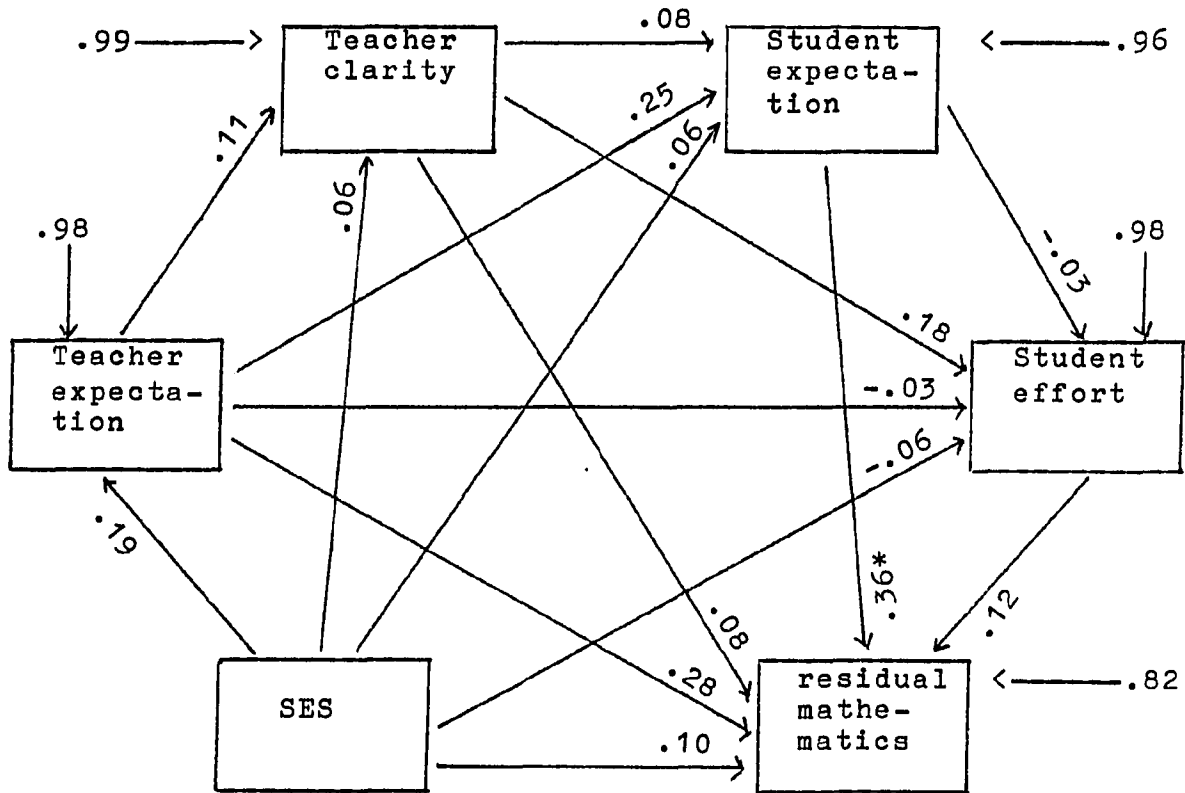 .08
.99
Teacher
clarity
Student
expecta-
tion
.96
.25
.11
.06
.06
.98
.98
-.03
.18
Teacher
expecta-
tion
-.03
Student
effort
-.06
.19
.36*
.12
.08
.28
SES
.10
residual
mathe-
matics
.82